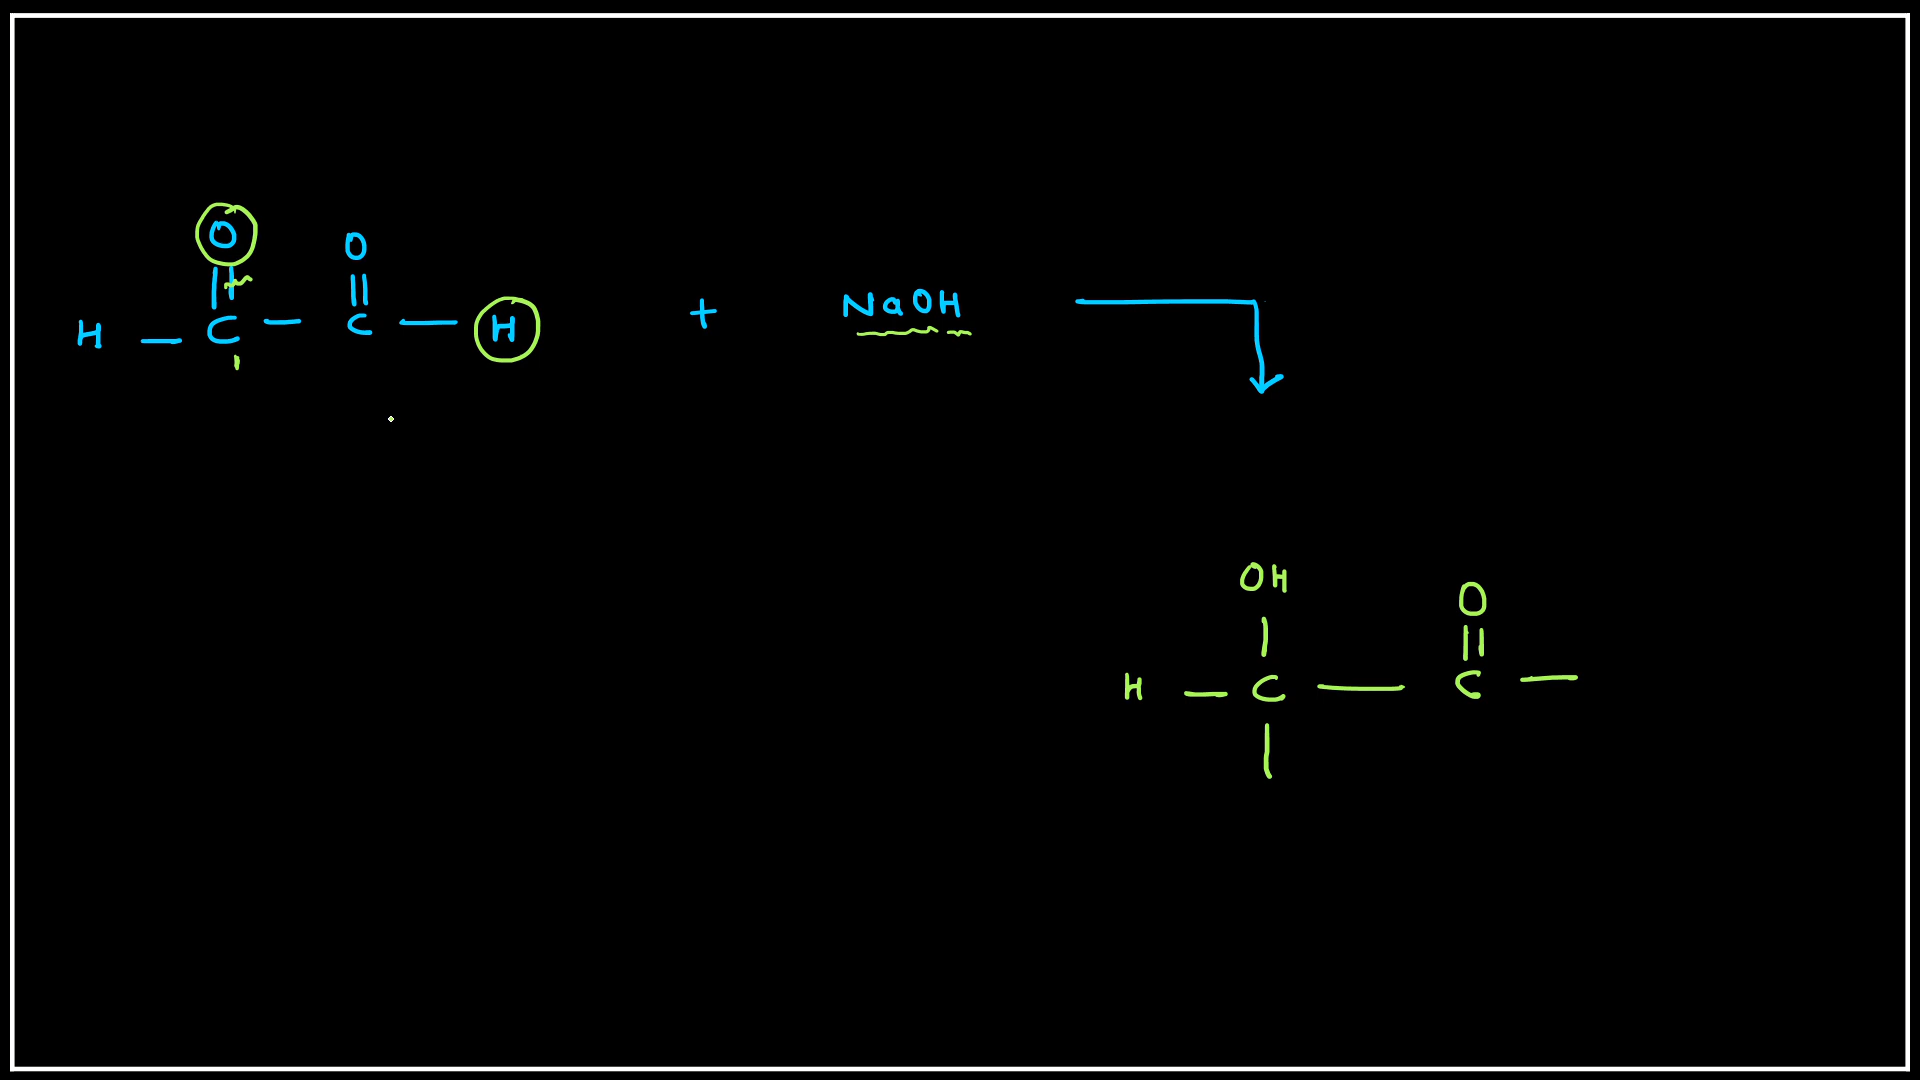 O O
H — C — C — H + NaOH
OH O
H — C — C —